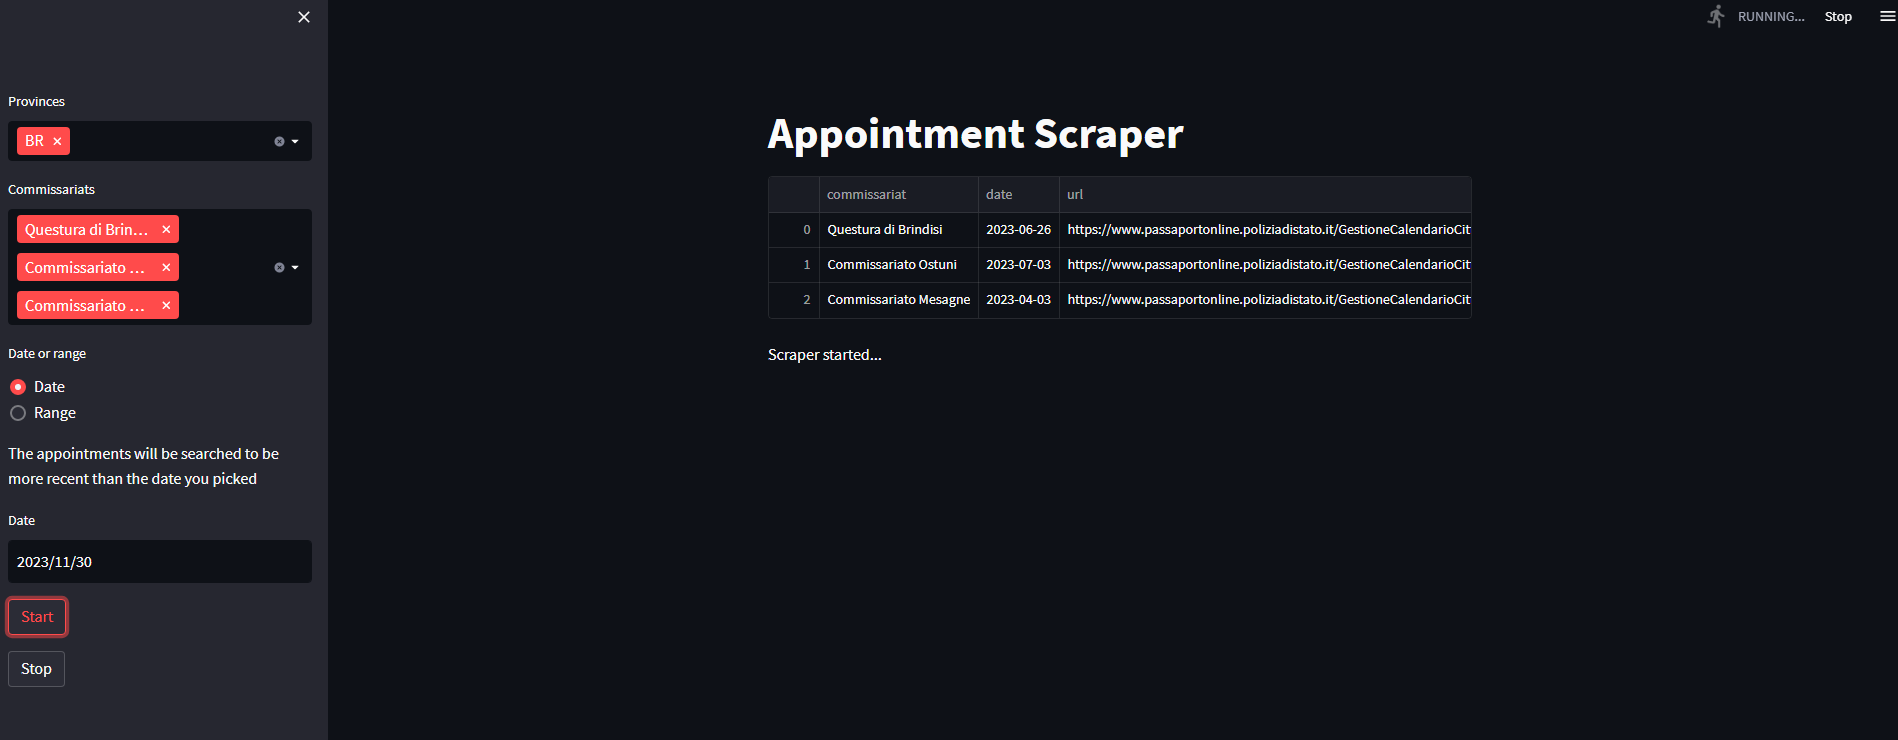 RUNNING...
Stop
Provinces
BR
Commissariats
Questura di Brin...
Commissariato ...
Commissariato ...
Date or range
Date
Range
The appointments will be searched to be
more recent than the date you picked
Date
2023/11/30
Start
Stop
Appointment Scraper
commissariat date url
0 Questura di Brindisi 2023-06-26 https://www.passaportonline.poliziadistato.it/GestioneCalendarioCit
1 Commissariato Ostuni 2023-07-03 https://www.passaportonline.poliziadistato.it/GestioneCalendarioCit
2 Commissariato Mesagne 2023-04-03 https://www.passaportonline.poliziadistato.it/GestioneCalendarioCit
Scraper started...